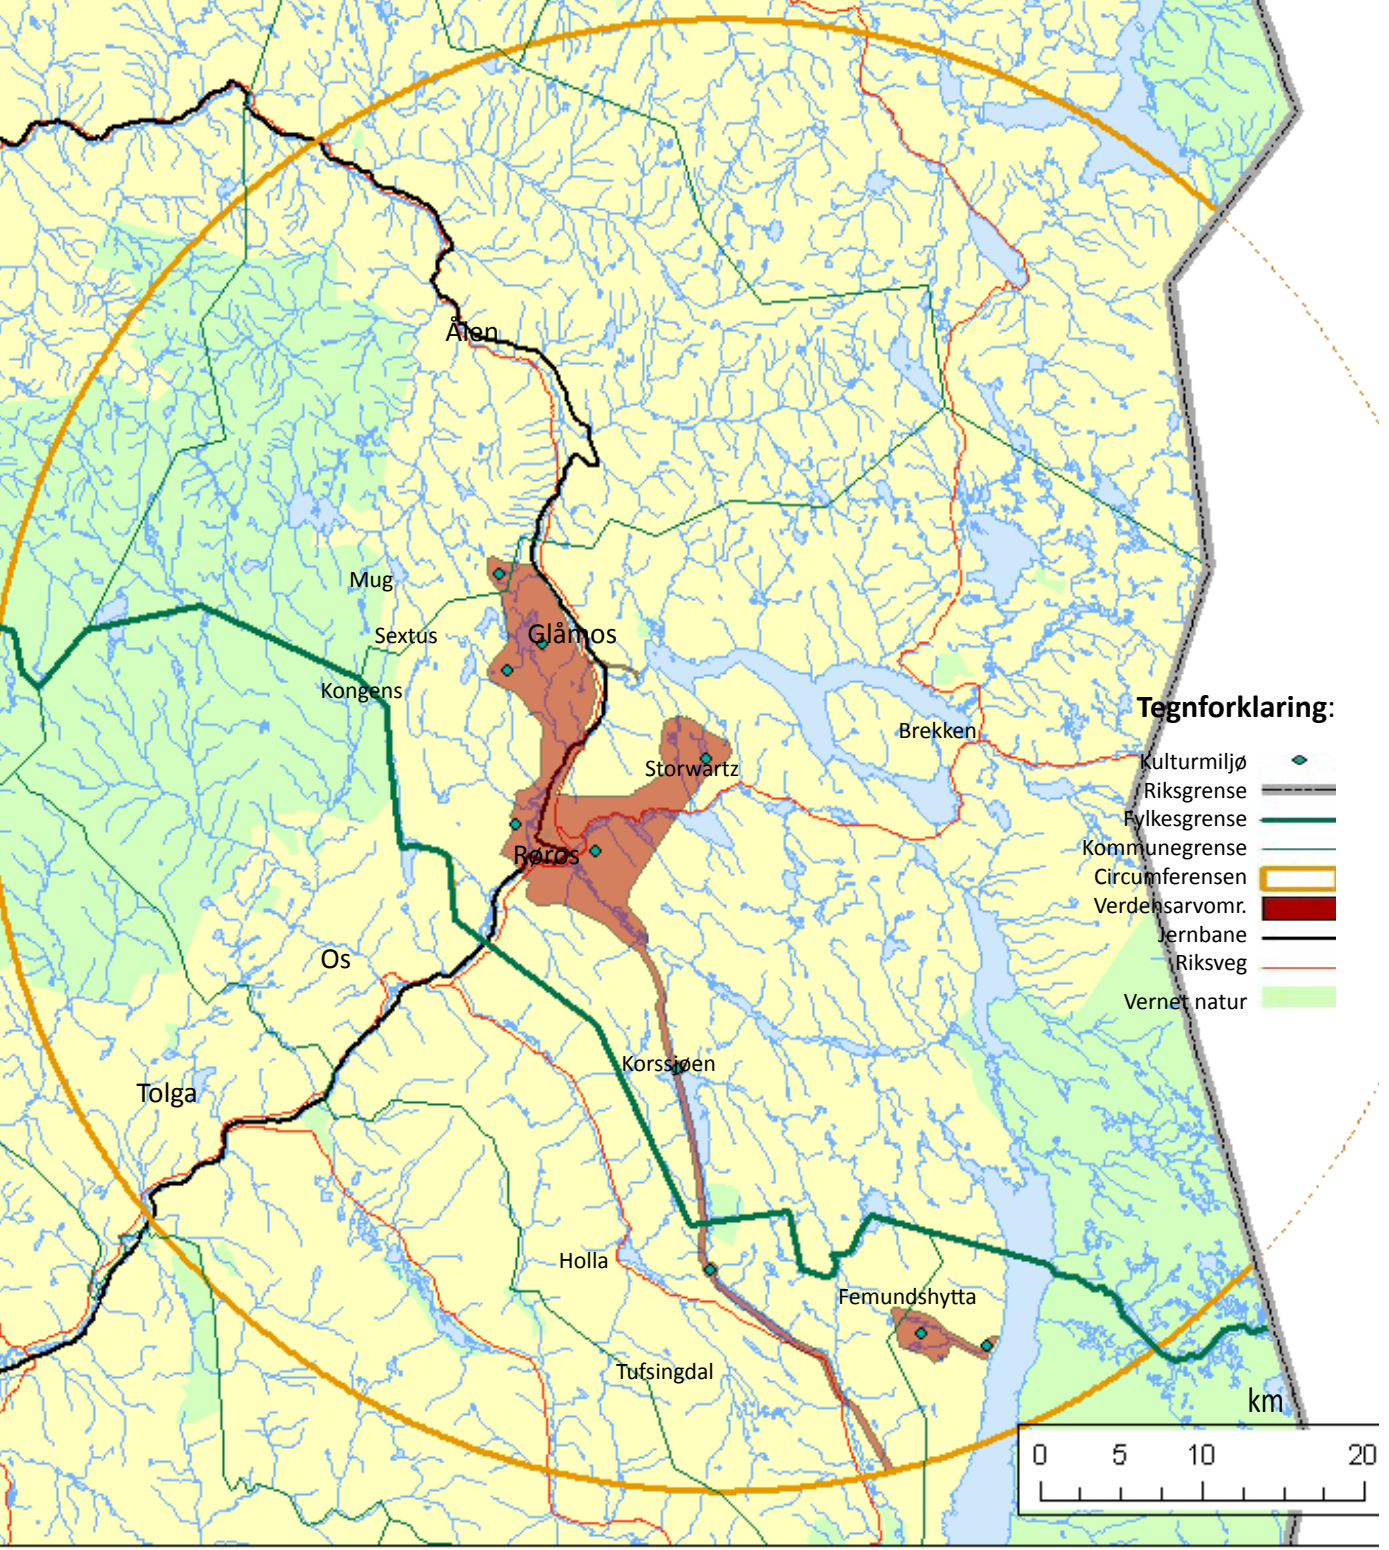 Ålen
Mug
Sextus
Glåmos
Kongens
Storwartz
Brekken
Tegnforklaring:
Kulturmiljø
Riksgrense
Fylkesgrense
Kommunegrense
Circumferensen
Verdensarvomr.
Jernbane
Riksveg
Vernet natur
Røros
Os
Korssjøen
Tolga
Holla
Femundshytta
Tufsingdal
km
0 5 10 20